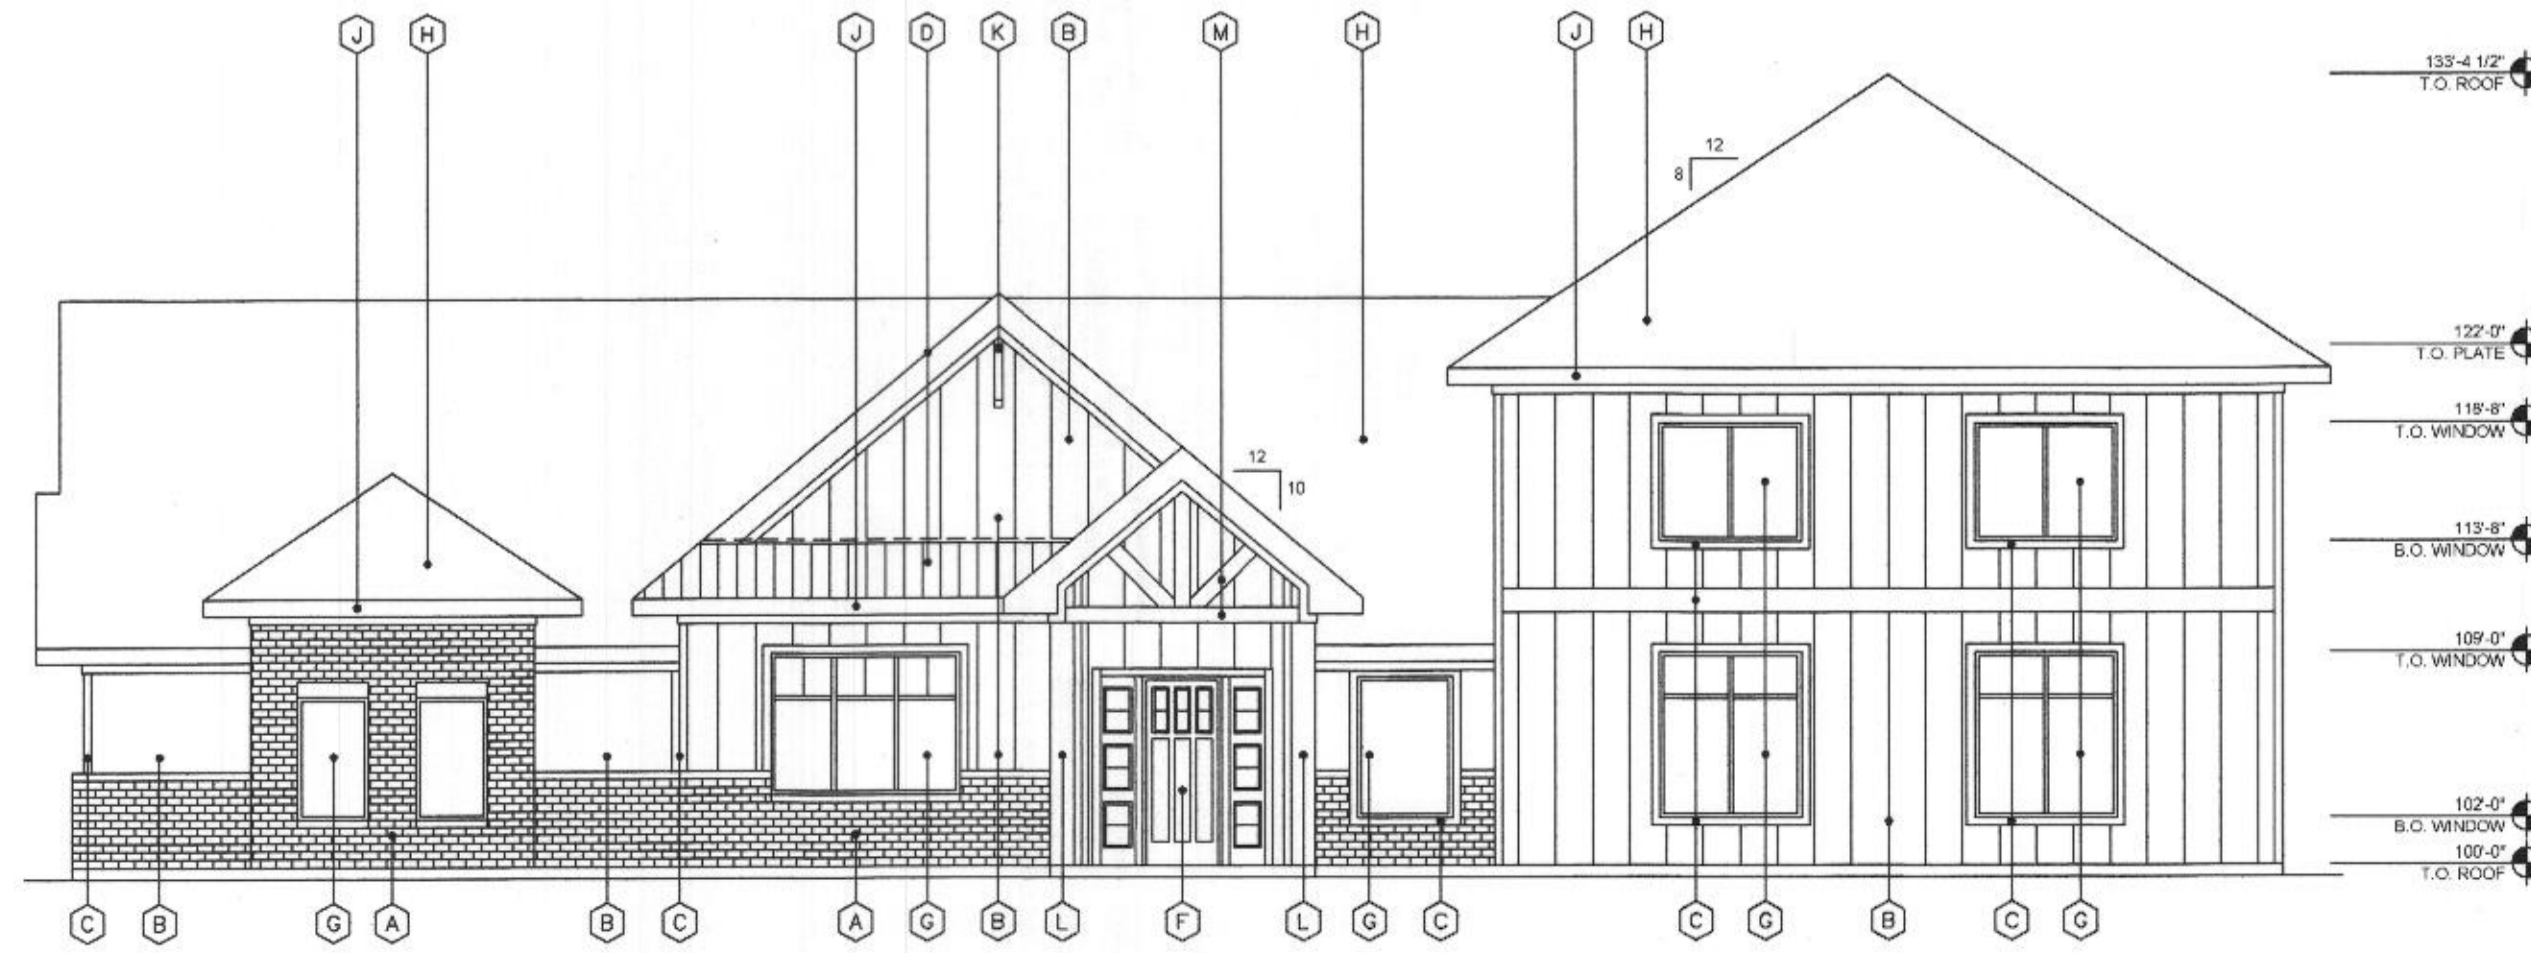 J H J D K B M H J H
133'-4 1/2"
T.O. ROOF
12
8
122'-0"
T.O. PLATE
118'-8"
T.O. WINDOW
12
10
113'-8"
B.O. WINDOW
109'-0"
T.O. WINDOW
102'-0"
B.O. WINDOW
100'-0"
T.O. ROOF
C B G A B C A G B L F L G C C G B C G